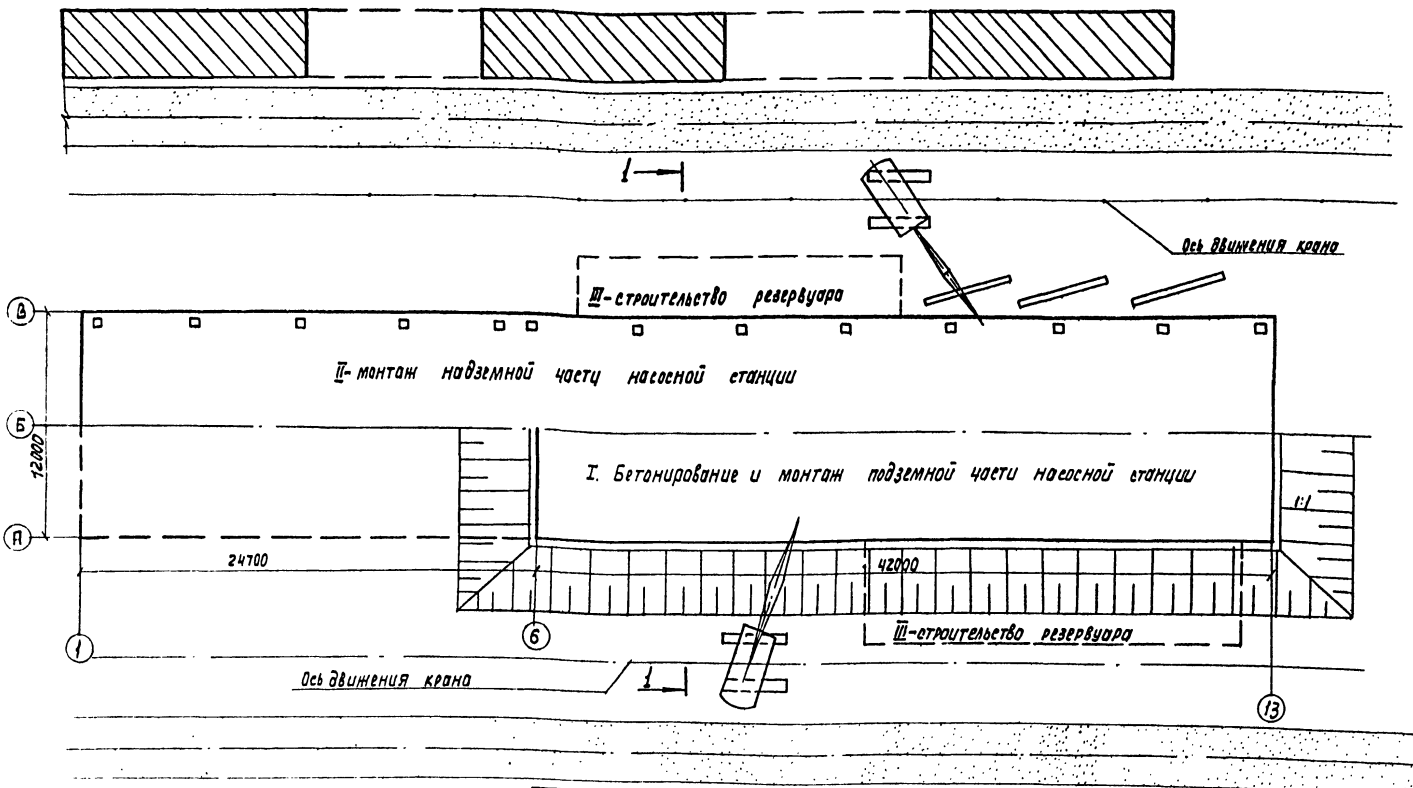 1
Ось движения крана
III-строительство резервуара
В
II-монтаж надземной части насосной станции
Б
12000
I. Бетонирование и монтаж подземной части насосной станции
1:1
А
24700
42000
1
6
III-строительство резервуара
Ось движения крана
1
13